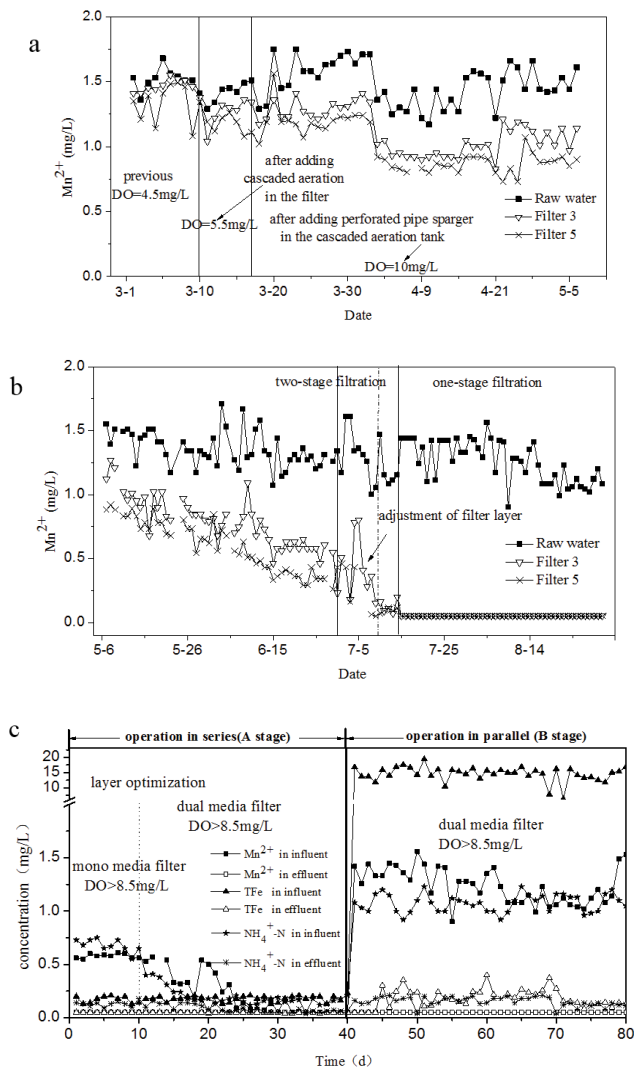 a
2.0
1.5
1.0
0.5
0.0
Mn2+ (mg/L)
previous
DO=4.5mg/L
DO=5.5mg/L
after adding
cascaded aeration
in the filter
after adding perforated pipe sparger
in the cascaded aeration tank
DO=10mg/L
Raw water
Filter 3
Filter 5
3-1 3-10 3-20 3-30 4-9 4-21 5-5
Date
b
2.0
1.5
1.0
0.5
0.0
Mn2+ (mg/L)
two-stage filtration one-stage filtration
adjustment of filter layer
Raw water
Filter 3
Filter 5
5-6 5-26 6-15 7-5 7-25 8-14
Date
c
operation in series(A stage) operation in parallel (B stage)
20
15
10
1.5
1.0
0.5
0.0
concentration (mg/L)
layer optimization
dual media filter
DO>8.5mg/L
mono media filter
DO>8.5mg/L
dual media filter
DO>8.5mg/L
Mn2+ in influent
Mn2+ in effluent
TFe in influent
TFe in effluent
NH4+-N in influent
NH4+-N in effluent
0 10 20 30 40 50 60 70 80
Time (d)